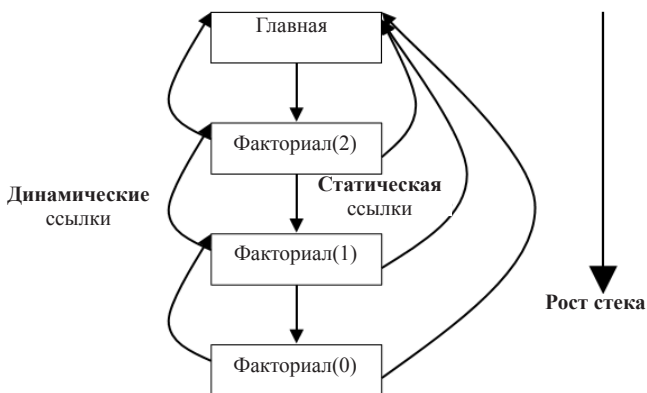 Главная
Факториал(2)
Динамические
ссылки
Статическая
ссылки
Факториал(1)
Рост стека
Факториал(0)